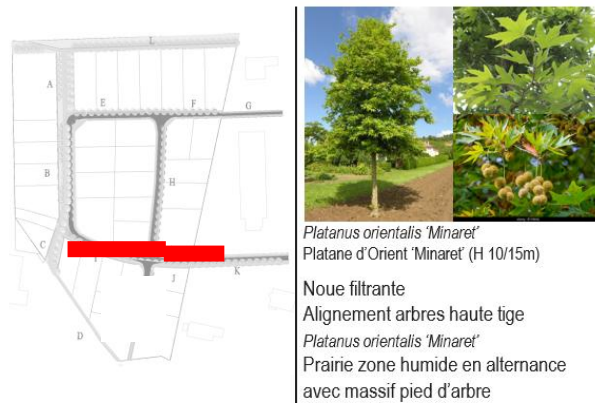 L
A
E
F
G
B
H
C
J
K
D
Platanus orientalis ‘Minaret’
Platane d’Orient ‘Minaret’ (H 10/15m)
Noue filtrante
Alignement arbres haute tige
Platanus orientalis ‘Minaret’
Prairie zone humide en alternance
avec massif pied d’arbre